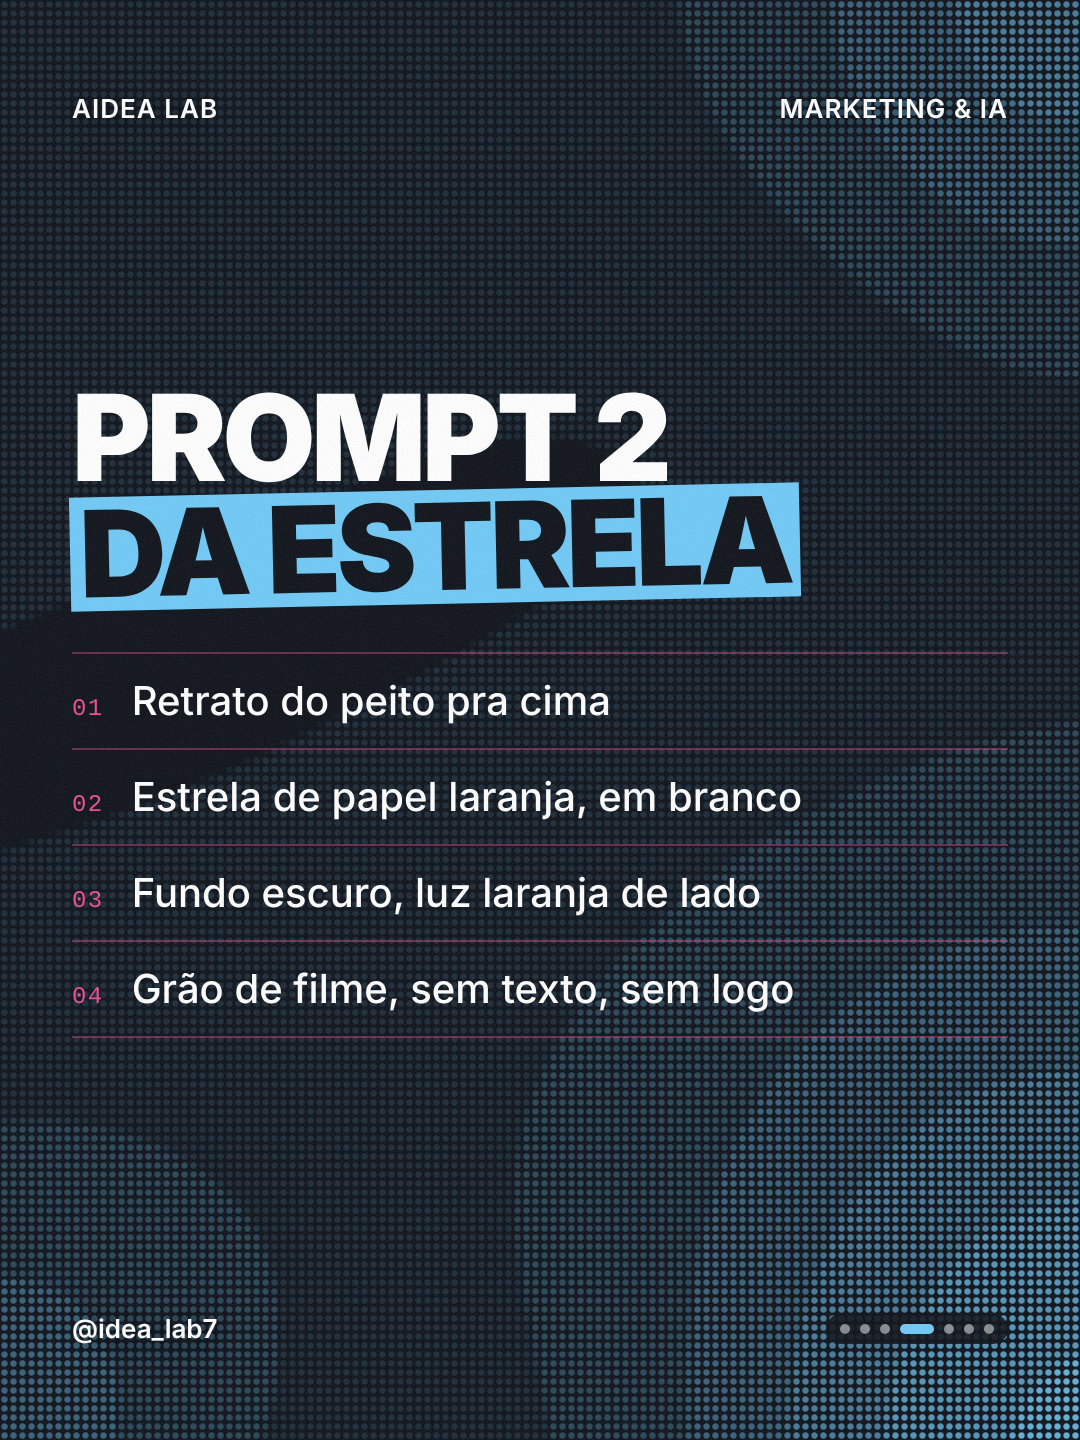 AIDEA LAB
MARKETING & IA
PROMPT 2
DA ESTRELA
01 Retrato do peito pra cima
02 Estrela de papel laranja, em branco
03 Fundo escuro, luz laranja de lado
04 Grão de filme, sem texto, sem logo
@idea_lab7